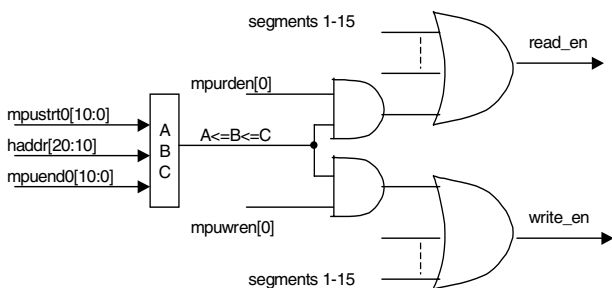 segments 1-15
read_en
mpurden[0]
mpustrt0[10:0]
haddr[20:10]
mpuend0[10:0]
A
B
C
A<=B<=C
mpuwren[0]
write_en
segments 1-15